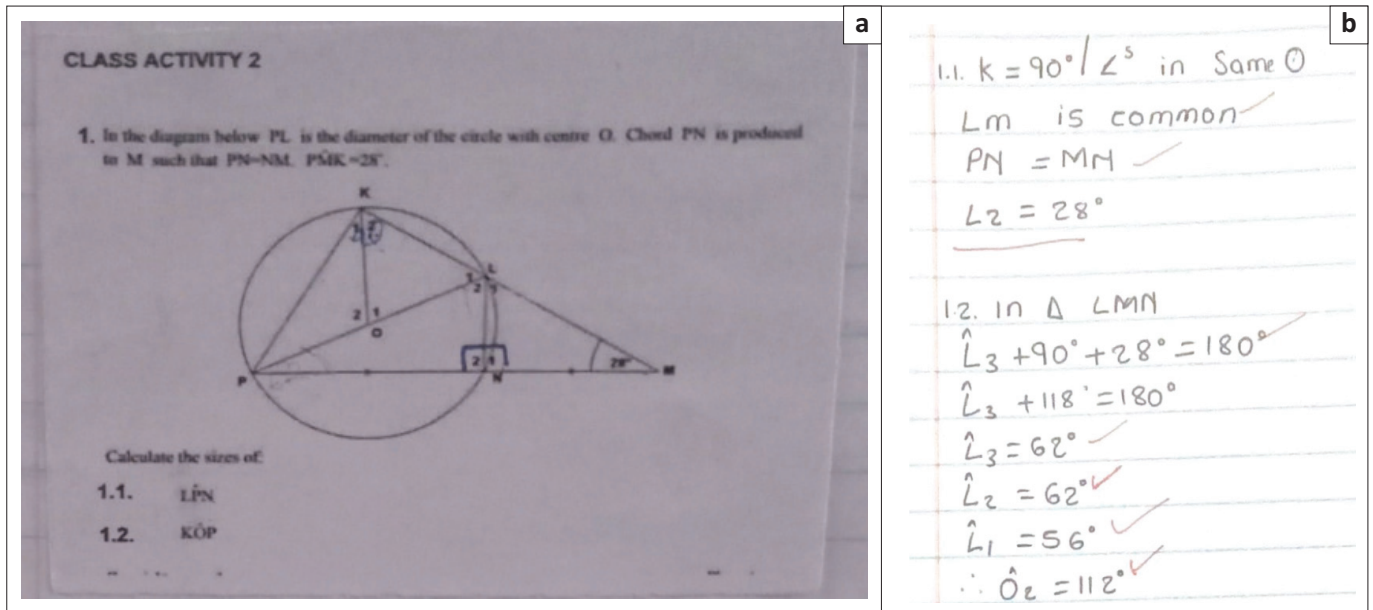 a
CLASS ACTIVITY 2
1. In the diagram below PL is the diameter of the circle with centre O. Chord PN is produced
to M such that PN=NM. PM̂K=28°.
K
1 2
L
1
2 3
2 1
O
28°
P
2 1
N
M
Calculate the sizes of:
1.1. LP̂N
1.2. KÔP
b
1.1. K = 90° / ∠s in Same ⊙
Lm is common
PN = MN
L2 = 28°
1.2. In Δ LMN
L̂3 + 90° + 28° = 180°
L̂3 + 118° = 180°
L̂3 = 62°
L̂2 = 62°
L̂1 = 56°
∴ Ô2 = 112°